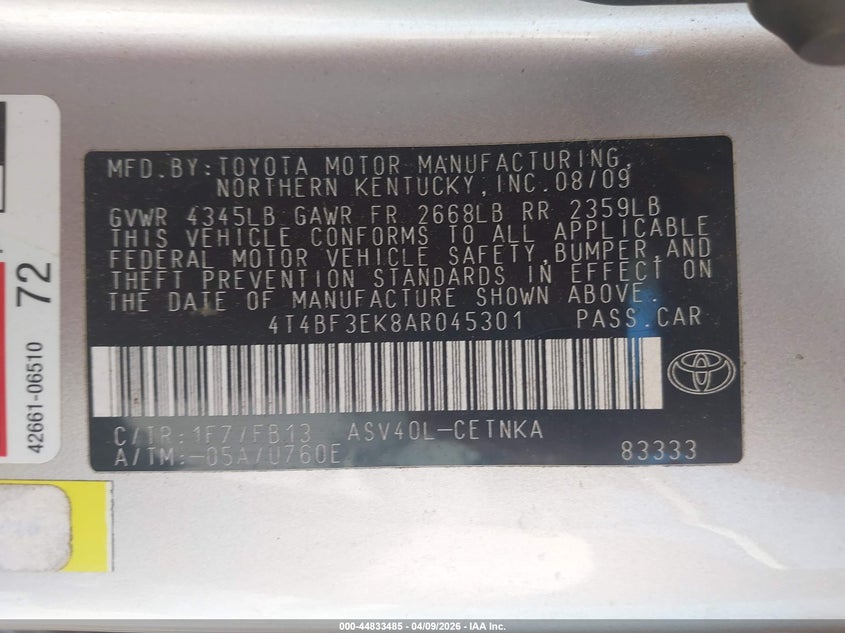 MFD.BY:TOYOTA MOTOR MANUFACTURING,
NORTHERN KENTUCKY,INC.08/09
GVWR 4345LB GAWR FR 2668LB RR 2359LB
THIS VEHICLE CONFORMS TO ALL APPLICABLE
FEDERAL MOTOR VEHICLE SAFETY,BUMPER,AND
THEFT PREVENTION STANDARDS IN EFFECT ON
THE DATE OF MANUFACTURE SHOWN ABOVE.
4T4BF3EK8AR045301 PASS.CAR
C/TR:1F7/FB13 ASV40L-CETNKA
A/TM:-05A/U760E 83333
72
42661-06510
000-44833485 - 04/09/2026 - IAA Inc.